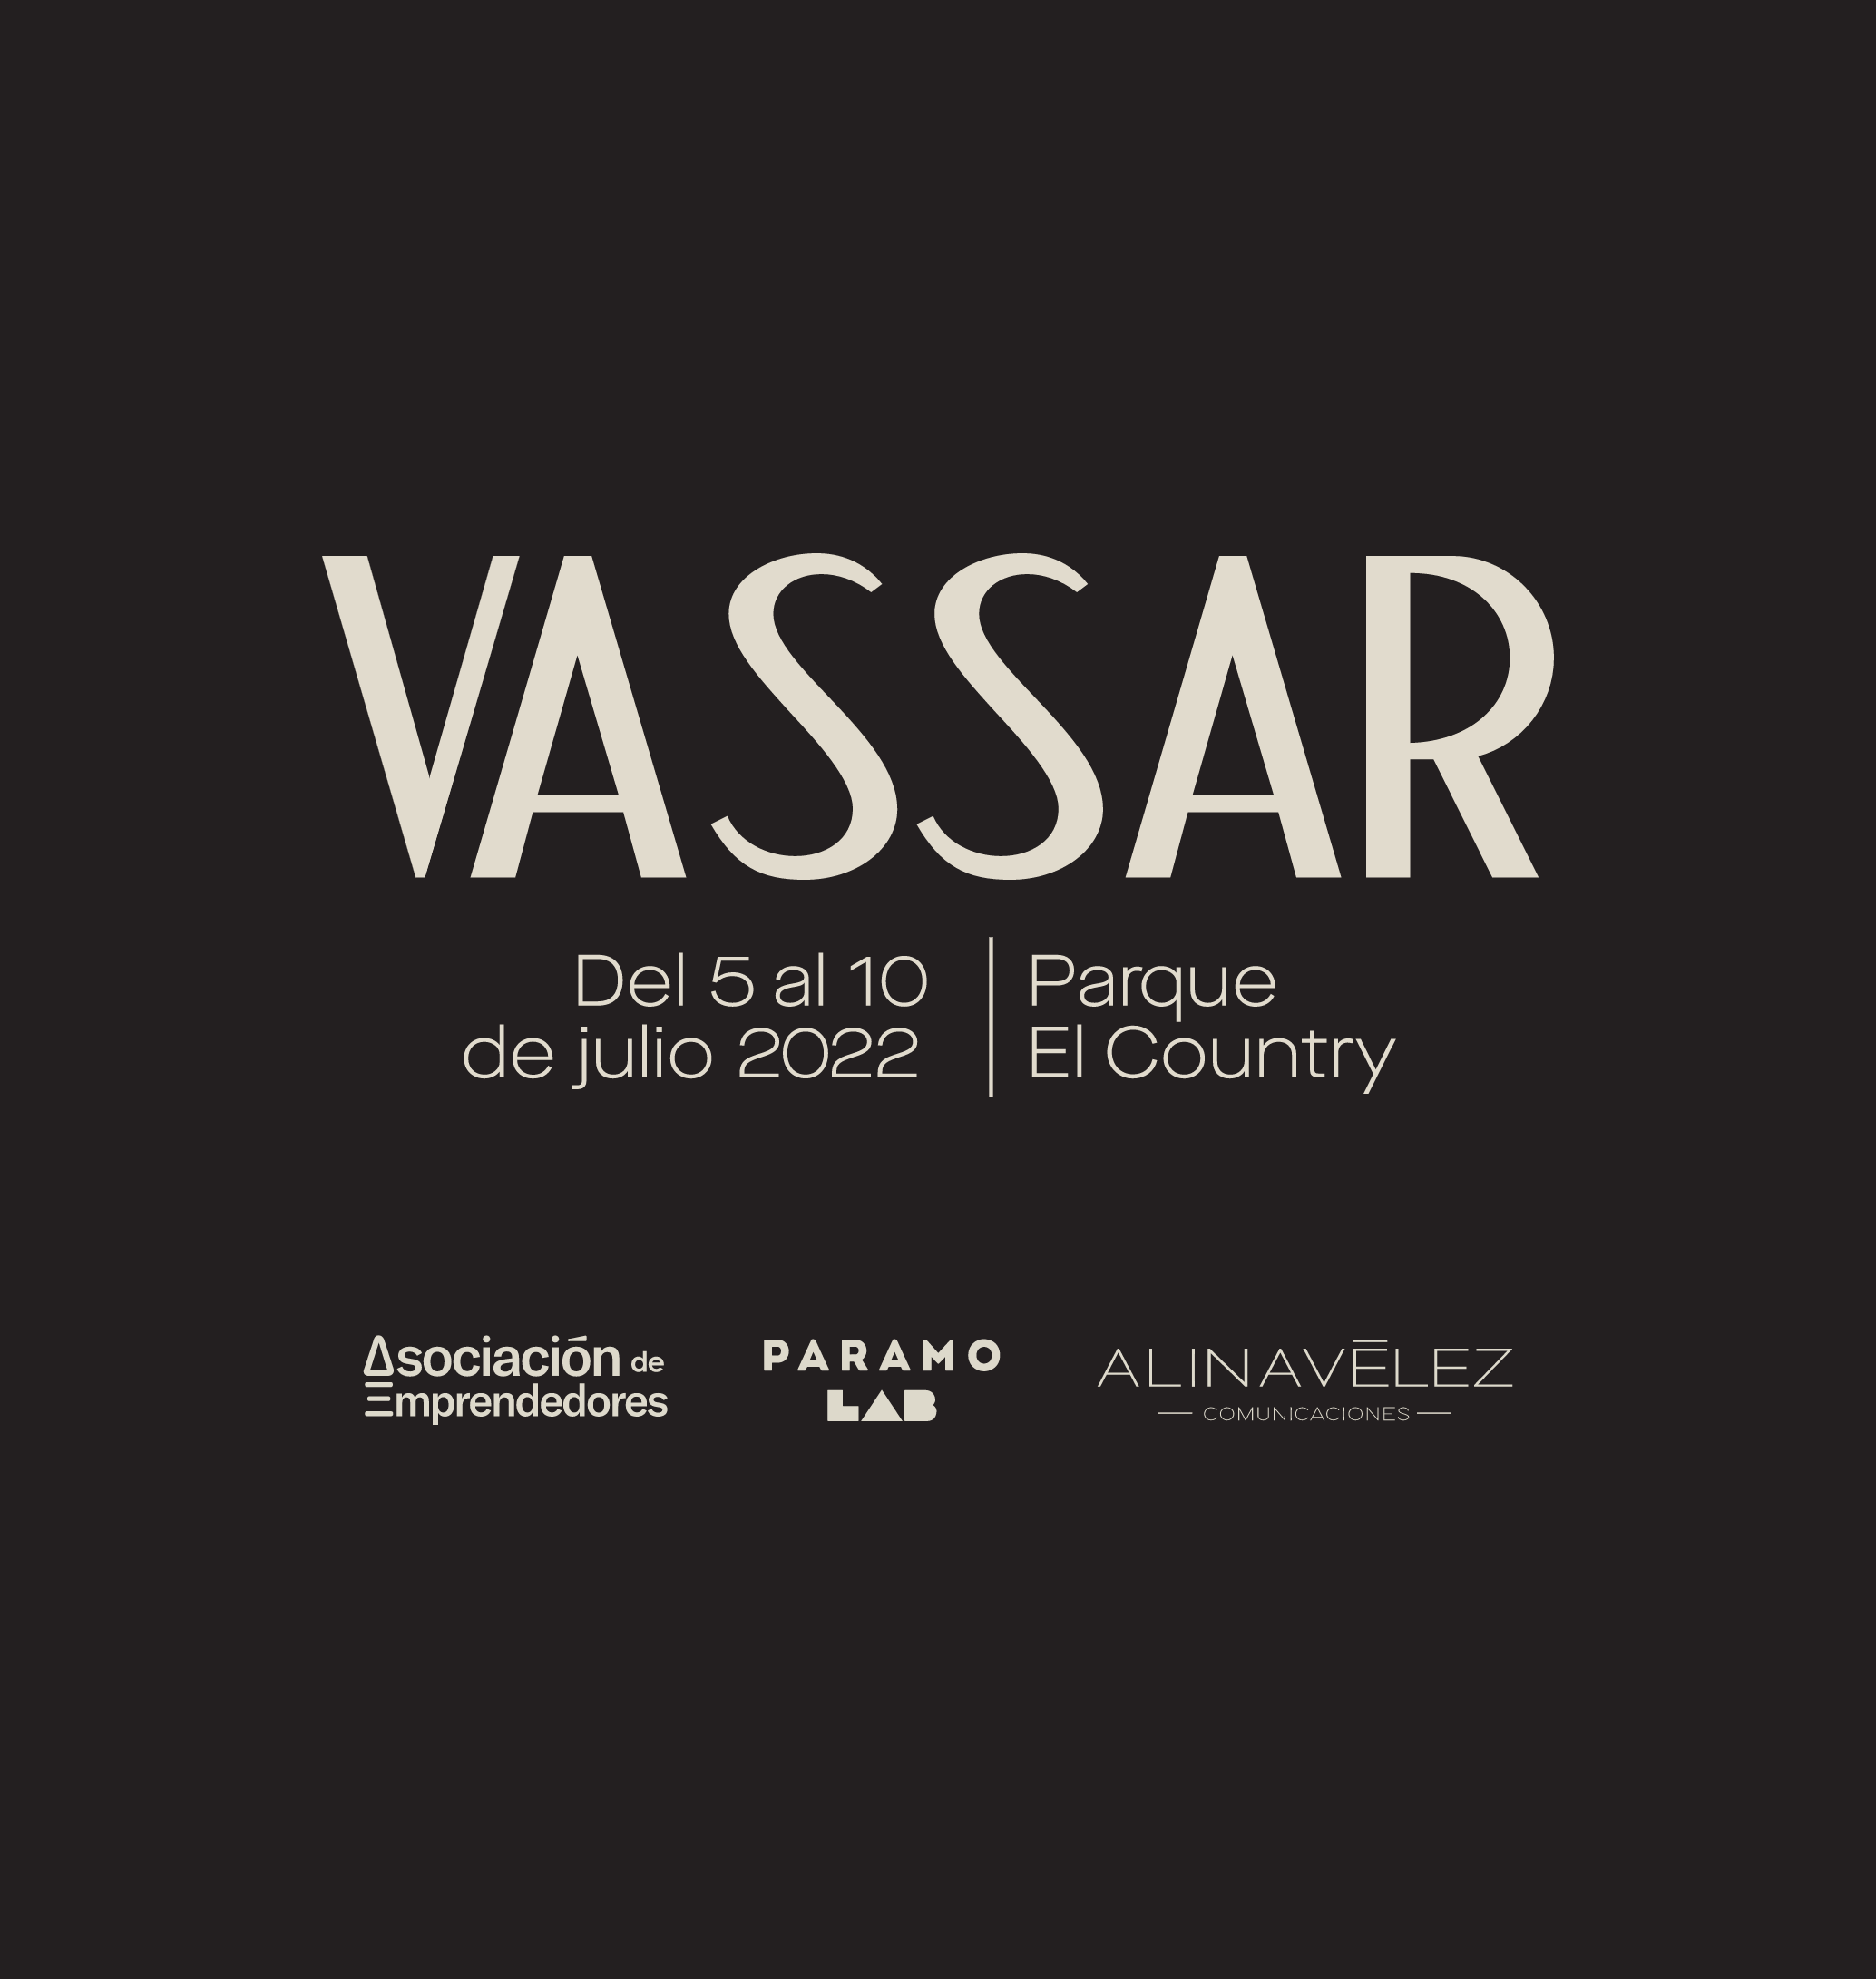 VASSAR
Del 5 al 10
de julio 2022
Parque
El Country
Asociación de
Emprendedores
PARAMO
LAB
ALINAVĒLEZ
COMUNICACIONES